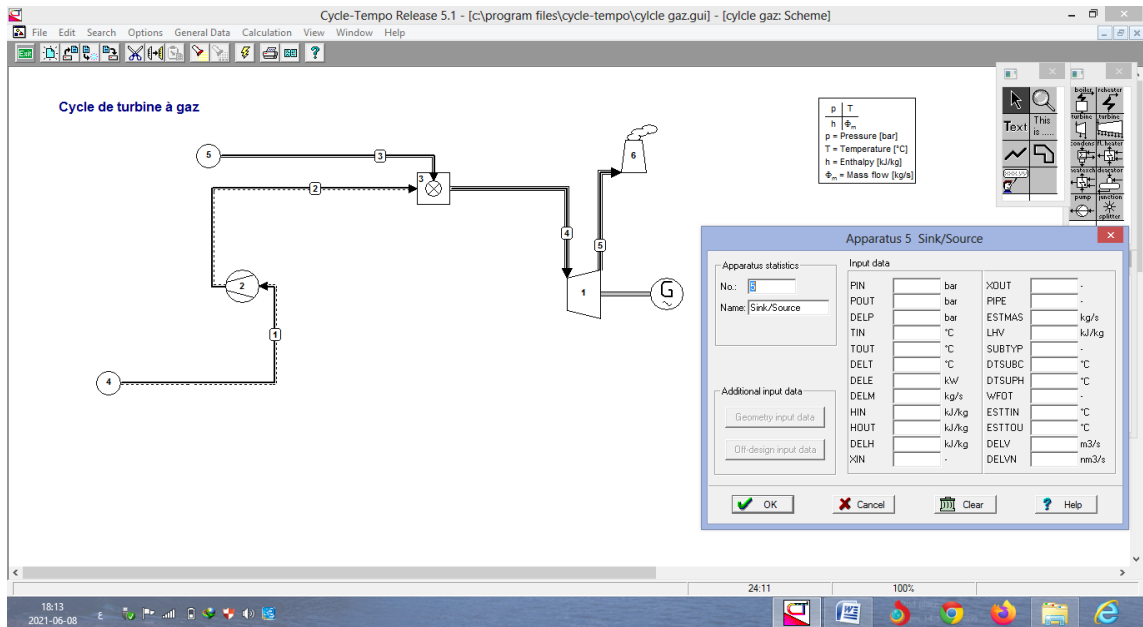 Cycle-Tempo Release 5.1 - [c:\program files\cycle-tempo\cylcle gaz.gui] - [cylcle gaz: Scheme]
File Edit Search Options General Data Calculation View Window Help
Cycle de turbine à gaz
p T
h Φm
p = Pressure [bar]
T = Temperature [°C]
h = Enthalpy [kJ/kg]
Φm = Mass flow [kg/s]
5
3
3
6
2
4
5
2
1
G
1
4
Text
This is .....
boiler
turbine
pump
junction
splitter
Apparatus 5 Sink/Source
Apparatus statistics
No.: 5
Name: Sink/Source
Additional input data
Geometry input data
Off-design input data
Input data
PIN bar XOUT -
POUT bar PIPE -
DELP bar ESTMAS kg/s
TIN °C LHV kJ/kg
TOUT °C SUBTYP -
DELT °C DTSUBC °C
DELE kW DTSUPH °C
DELM kg/s WFOT -
HIN kJ/kg ESTTIN °C
HOUT kJ/kg ESTTOU °C
DELH kJ/kg DELV m3/s
XIN - DELVN nm3/s
OK Cancel Clear Help
24:11 100%
18:13
2021-06-08